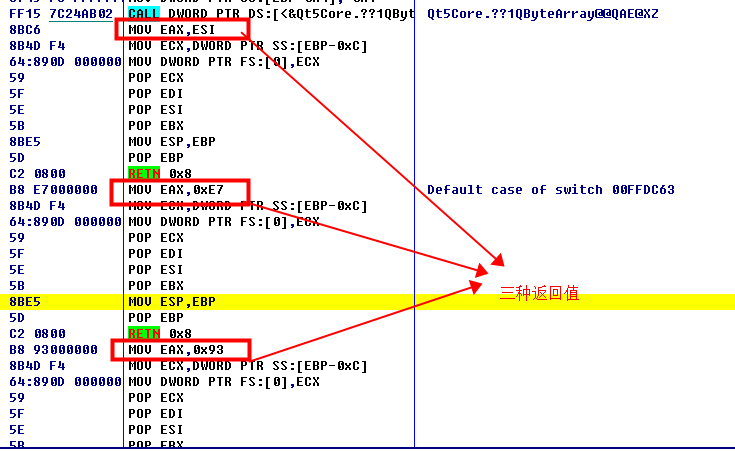 FF15 7C24AB02 CALL DWORD PTR DS:[<&Qt5Core.??1QByt Qt5Core.??1QByteArray@@QAE@XZ
8BC6 MOV EAX,ESI
8B4D F4 MOV ECX,DWORD PTR SS:[EBP-0xC]
64:890D 000000 MOV DWORD PTR FS:[0],ECX
59 POP ECX
5F POP EDI
5E POP ESI
5B POP EBX
8BE5 MOV ESP,EBP
5D POP EBP
C2 0800 RETN 0x8
B8 E7000000 MOV EAX,0xE7 Default case of switch 00FFDC63
8B4D F4 MOV ECX,DWORD PTR SS:[EBP-0xC]
64:890D 000000 MOV DWORD PTR FS:[0],ECX
59 POP ECX
5F POP EDI
5E POP ESI
5B POP EBX
三种返回值
8BE5 MOV ESP,EBP
5D POP EBP
C2 0800 RETN 0x8
B8 93000000 MOV EAX,0x93
8B4D F4 MOV ECX,DWORD PTR SS:[EBP-0xC]
64:890D 000000 MOV DWORD PTR FS:[0],ECX
59 POP ECX
5F POP EDI
5E POP ESI
5B POP EBX